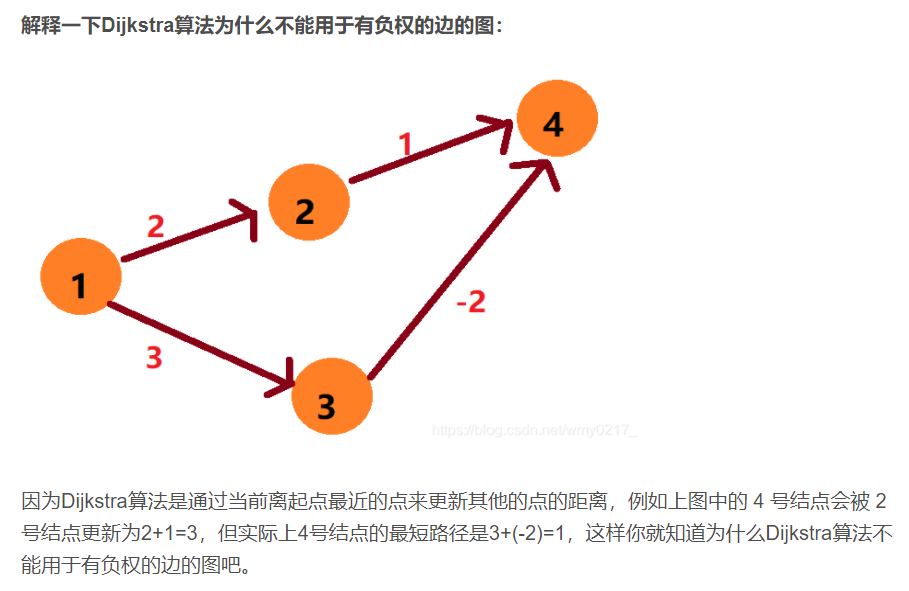 解释一下Dijkstra算法为什么不能用于有负权的边的图：
4
1
2
2
1
-2
3
3
https://blog.csdn.net/wmy0217_
因为Dijkstra算法是通过当前离起点最近的点来更新其他的点的距离，例如上图中的 4 号结点会被 2
号结点更新为2+1=3，但实际上4号结点的最短路径是3+(-2)=1，这样你就知道为什么Dijkstra算法不
能用于有负权的边的图吧。